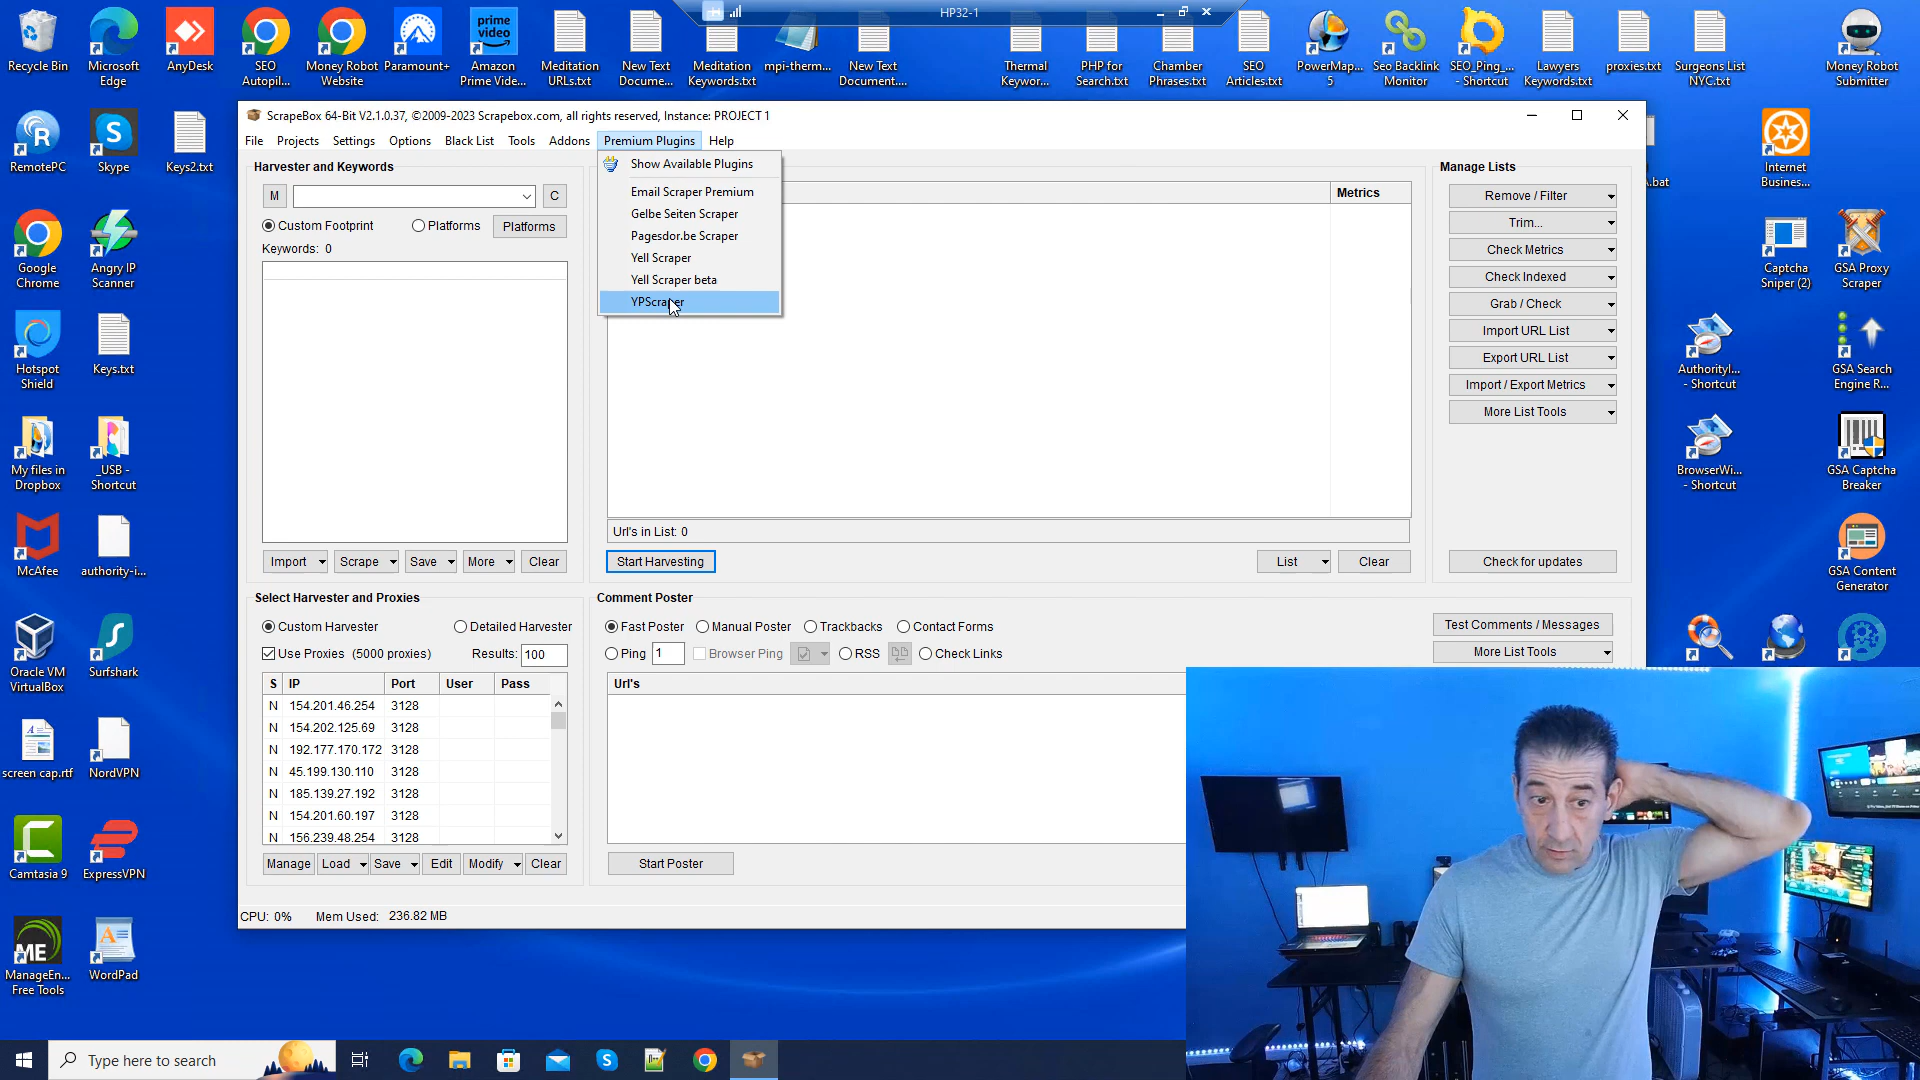 HP32-1
Recycle Bin
Microsoft Edge
AnyDesk
SEO Autopil...
Money Robot Website
Paramount+
prime video
Amazon Prime Vide...
Meditation URLs.txt
New Text Docume...
Meditation Keywords.txt
mpi-therm...
New Text Document....
Thermal Keywor...
PHP for Search.txt
Chamber Phrases.txt
SEO Articles.txt
PowerMap... 5
Seo Backlink Monitor
SEO_Ping_... - Shortcut
Lawyers Keywords.txt
proxies.txt
Surgeons List NYC.txt
Money Robot Submitter
RemotePC
Skype
Keys2.txt
Google Chrome
Angry IP Scanner
Hotspot Shield
Keys.txt
My files in Dropbox
_USB - Shortcut
McAfee
authority-i...
Oracle VM VirtualBox
Surfshark
screen cap.rtf
NordVPN
Camtasia 9
ExpressVPN
ME
ManageEn... Free Tools
WordPad
ScrapeBox 64-Bit V2.1.0.37, ©2009-2023 Scrapebox.com, all rights reserved, Instance: PROJECT 1
File Projects Settings Options Black List Tools Addons Premium Plugins Help
Show Available Plugins
Email Scraper Premium
Gelbe Seiten Scraper
Pagesdor.be Scraper
Yell Scraper
Yell Scraper beta
YPScraper
Harvester and Keywords
M
C
Custom Footprint
Platforms
Platforms
Keywords: 0
Import
Scrape
Save
More
Clear
Metrics
Url's in List: 0
Start Harvesting
List
Clear
Manage Lists
Remove / Filter
Trim...
Check Metrics
Check Indexed
Grab / Check
Import URL List
Export URL List
Import / Export Metrics
More List Tools
Check for updates
Select Harvester and Proxies
Custom Harvester
Detailed Harvester
Use Proxies (5000 proxies)
Results: 100
S IP Port User Pass
N 154.201.46.254 3128
N 154.202.125.69 3128
N 192.177.170.172 3128
N 45.199.130.110 3128
N 185.139.27.192 3128
N 154.201.60.197 3128
N 156.239.48.254 3128
Manage
Load
Save
Edit
Modify
Clear
Comment Poster
Fast Poster
Manual Poster
Trackbacks
Contact Forms
Ping 1
Browser Ping
RSS
Check Links
Test Comments / Messages
More List Tools
Url's
Start Poster
CPU: 0% Mem Used: 236.82 MB
.bat
Internet Busines...
Captcha Sniper (2)
GSA Proxy Scraper
AuthorityI... - Shortcut
GSA Search Engine R...
BrowserWi... - Shortcut
GSA Captcha Breaker
GSA Content Generator
Type here to search